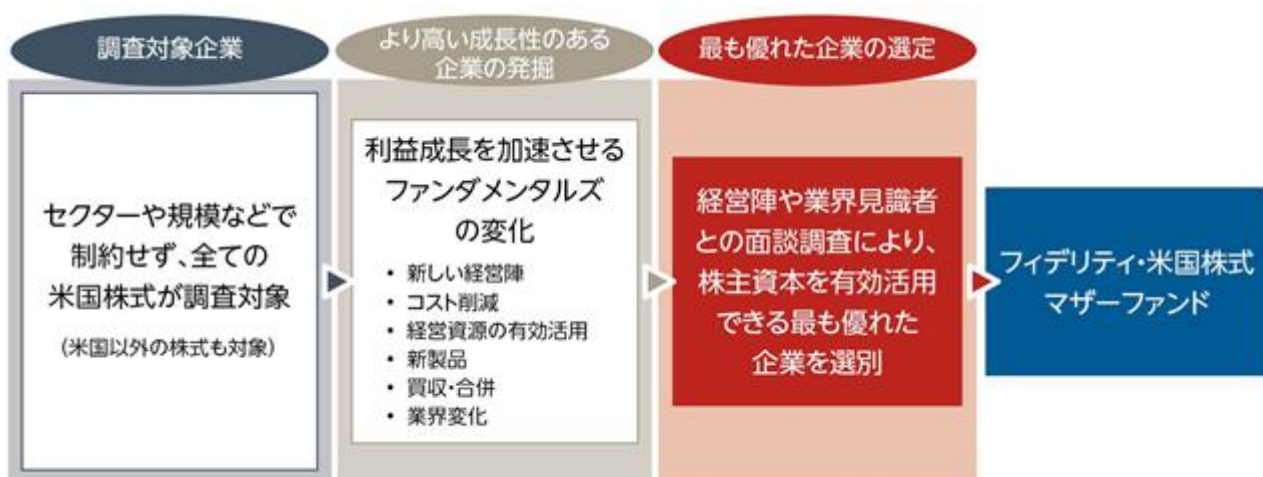 調査対象企業
セクターや規模などで
制約せず、全ての
米国株式が調査対象
(米国以外の株式も対象)
より高い成長性のある
企業の発掘
利益成長を加速させる
ファンダメンタルズ
の変化
• 新しい経営陣
• コスト削減
• 経営資源の有効活用
• 新製品
• 買収・合併
• 業界変化
最も優れた企業の選定
経営陣や業界見識者
との面談調査により、
株主資本を有効活用
できる最も優れた
企業を選別
フィデリティ・米国株式
マザーファンド